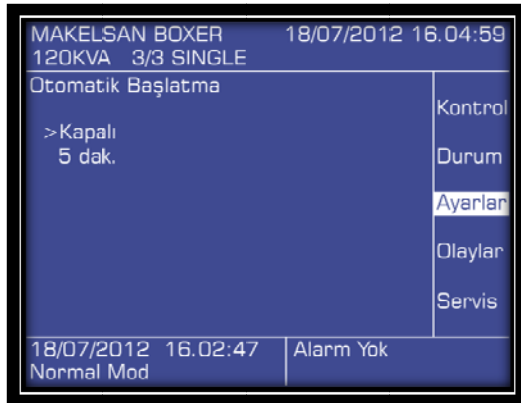 MAKELSAN BOXER 18/07/2012 16.04:59
120KVA 3/3 SINGLE
Otomatik Başlatma
>Kapalı
5 dak.
Kontrol
Durum
Ayarlar
Olaylar
Servis
18/07/2012 16.02:47 Alarm Yok
Normal Mod